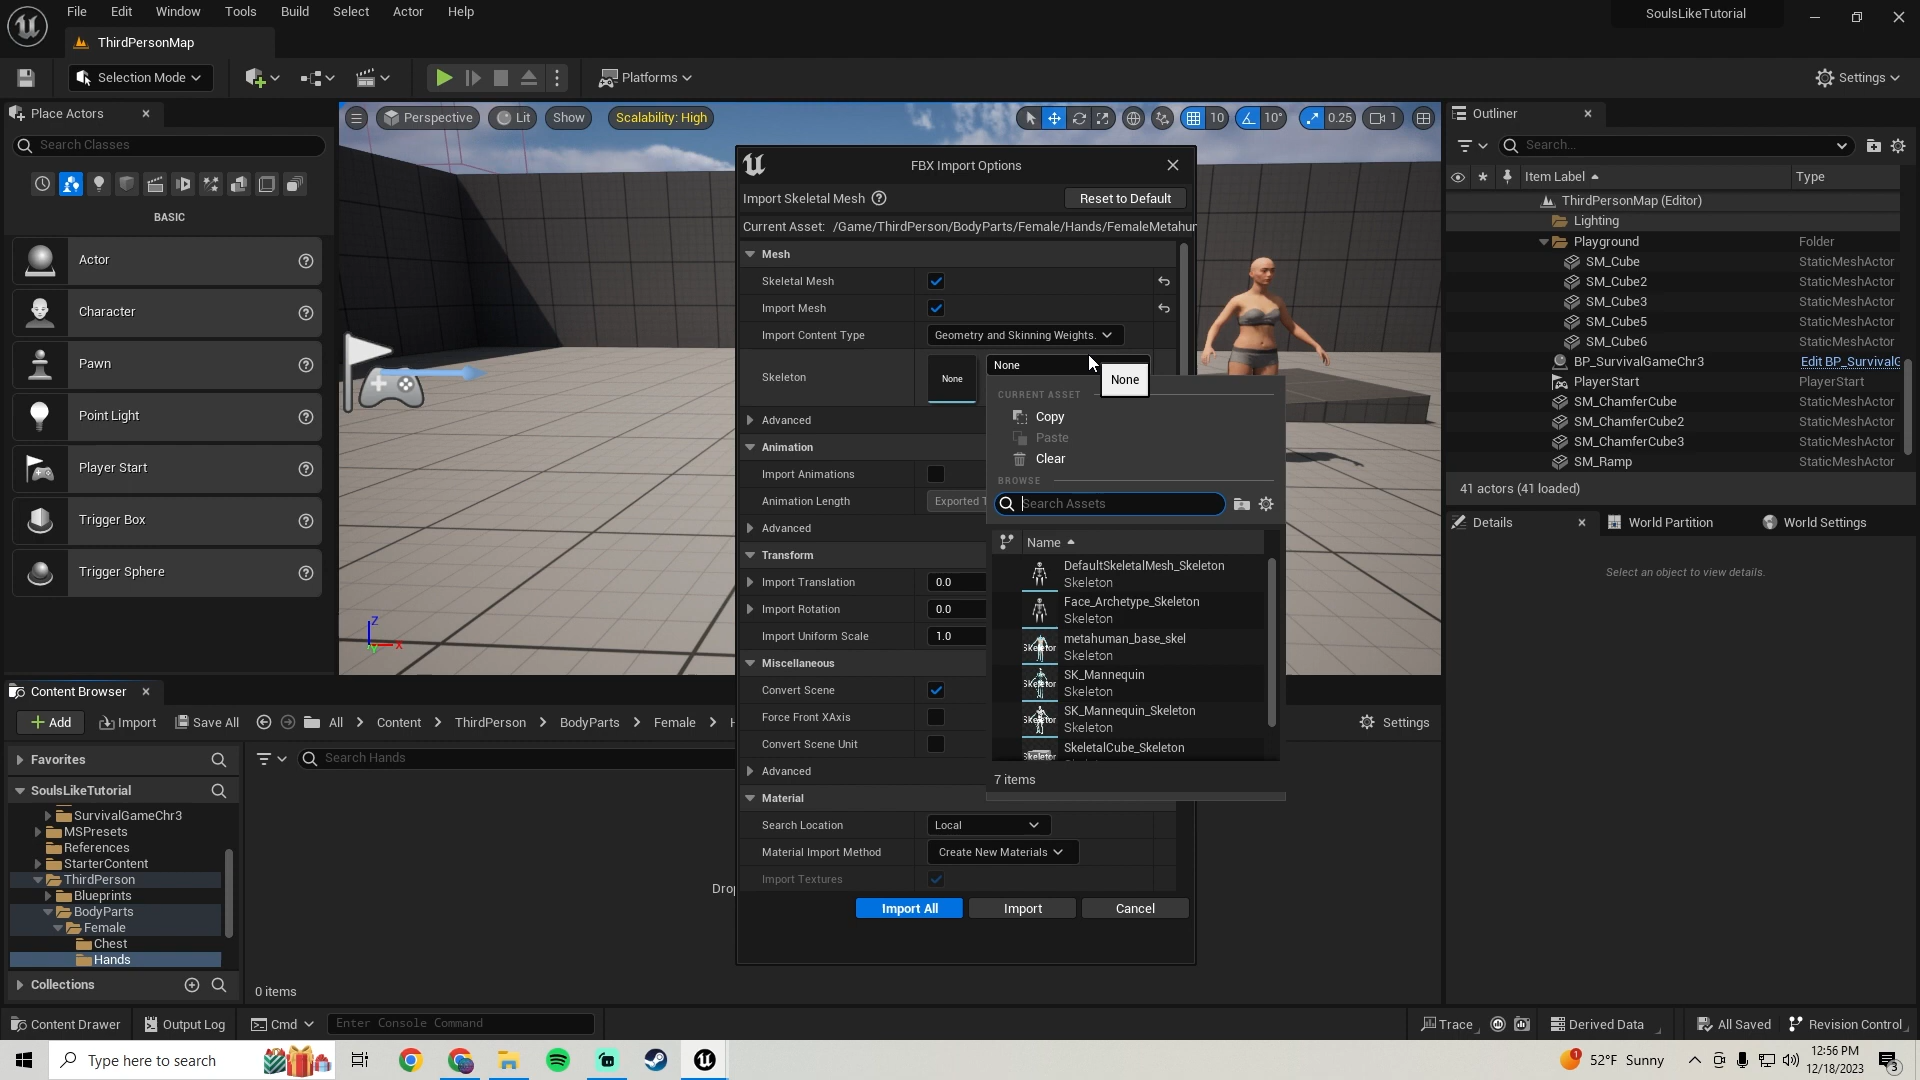 File Edit Window Tools Build Select Actor Help
SoulsLikeTutorial
ThirdPersonMap
Selection Mode
Platforms
Settings
Place Actors
Search Classes
BASIC
Actor
Character
Pawn
Point Light
Player Start
Trigger Box
Trigger Sphere
Perspective Lit Show Scalability: High
10 10° 0.25 1
Z
X
Y
FBX Import Options
Import Skeletal Mesh
Reset to Default
Current Asset: /Game/ThirdPerson/BodyParts/Female/Hands/FemaleMetahur
Mesh
Skeletal Mesh
Import Mesh
Import Content Type Geometry and Skinning Weights.
Skeleton None None
None
Advanced
Animation
Import Animations
Animation Length Exported T
Advanced
Transform
Import Translation 0.0
Import Rotation 0.0
Import Uniform Scale 1.0
Miscellaneous
Convert Scene
Force Front XAxis
Convert Scene Unit
Advanced
Material
Search Location Local
Material Import Method Create New Materials
Import Textures
Import All Import Cancel
CURRENT ASSET
Copy
Paste
Clear
BROWSE
Search Assets
Name
DefaultSkeletalMesh_Skeleton
Skeleton
Face_Archetype_Skeleton
Skeleton
metahuman_base_skel
Skeleton
SK_Mannequin
Skeleton
SK_Mannequin_Skeleton
Skeleton
SkeletalCube_Skeleton
7 items
Outliner
Search...
Item Label Type
ThirdPersonMap (Editor)
Lighting
Playground Folder
SM_Cube StaticMeshActor
SM_Cube2 StaticMeshActor
SM_Cube3 StaticMeshActor
SM_Cube5 StaticMeshActor
SM_Cube6 StaticMeshActor
BP_SurvivalGameChr3 Edit BP_SurvivalG
PlayerStart PlayerStart
SM_ChamferCube StaticMeshActor
SM_ChamferCube2 StaticMeshActor
SM_ChamferCube3 StaticMeshActor
SM_Ramp StaticMeshActor
41 actors (41 loaded)
Details World Partition World Settings
Select an object to view details.
Content Browser
Add Import Save All All Content ThirdPerson BodyParts Female H
Settings
Favorites
Search Hands
SoulsLikeTutorial
SurvivalGameChr3
MSPresets
References
StarterContent
ThirdPerson
Blueprints
BodyParts
Female
Chest
Hands
Collections
Drop
0 items
Content Drawer Output Log Cmd Enter Console Command
Trace Derived Data All Saved Revision Control
Type here to search
1
52°F Sunny
12:56 PM
12/18/2023
3